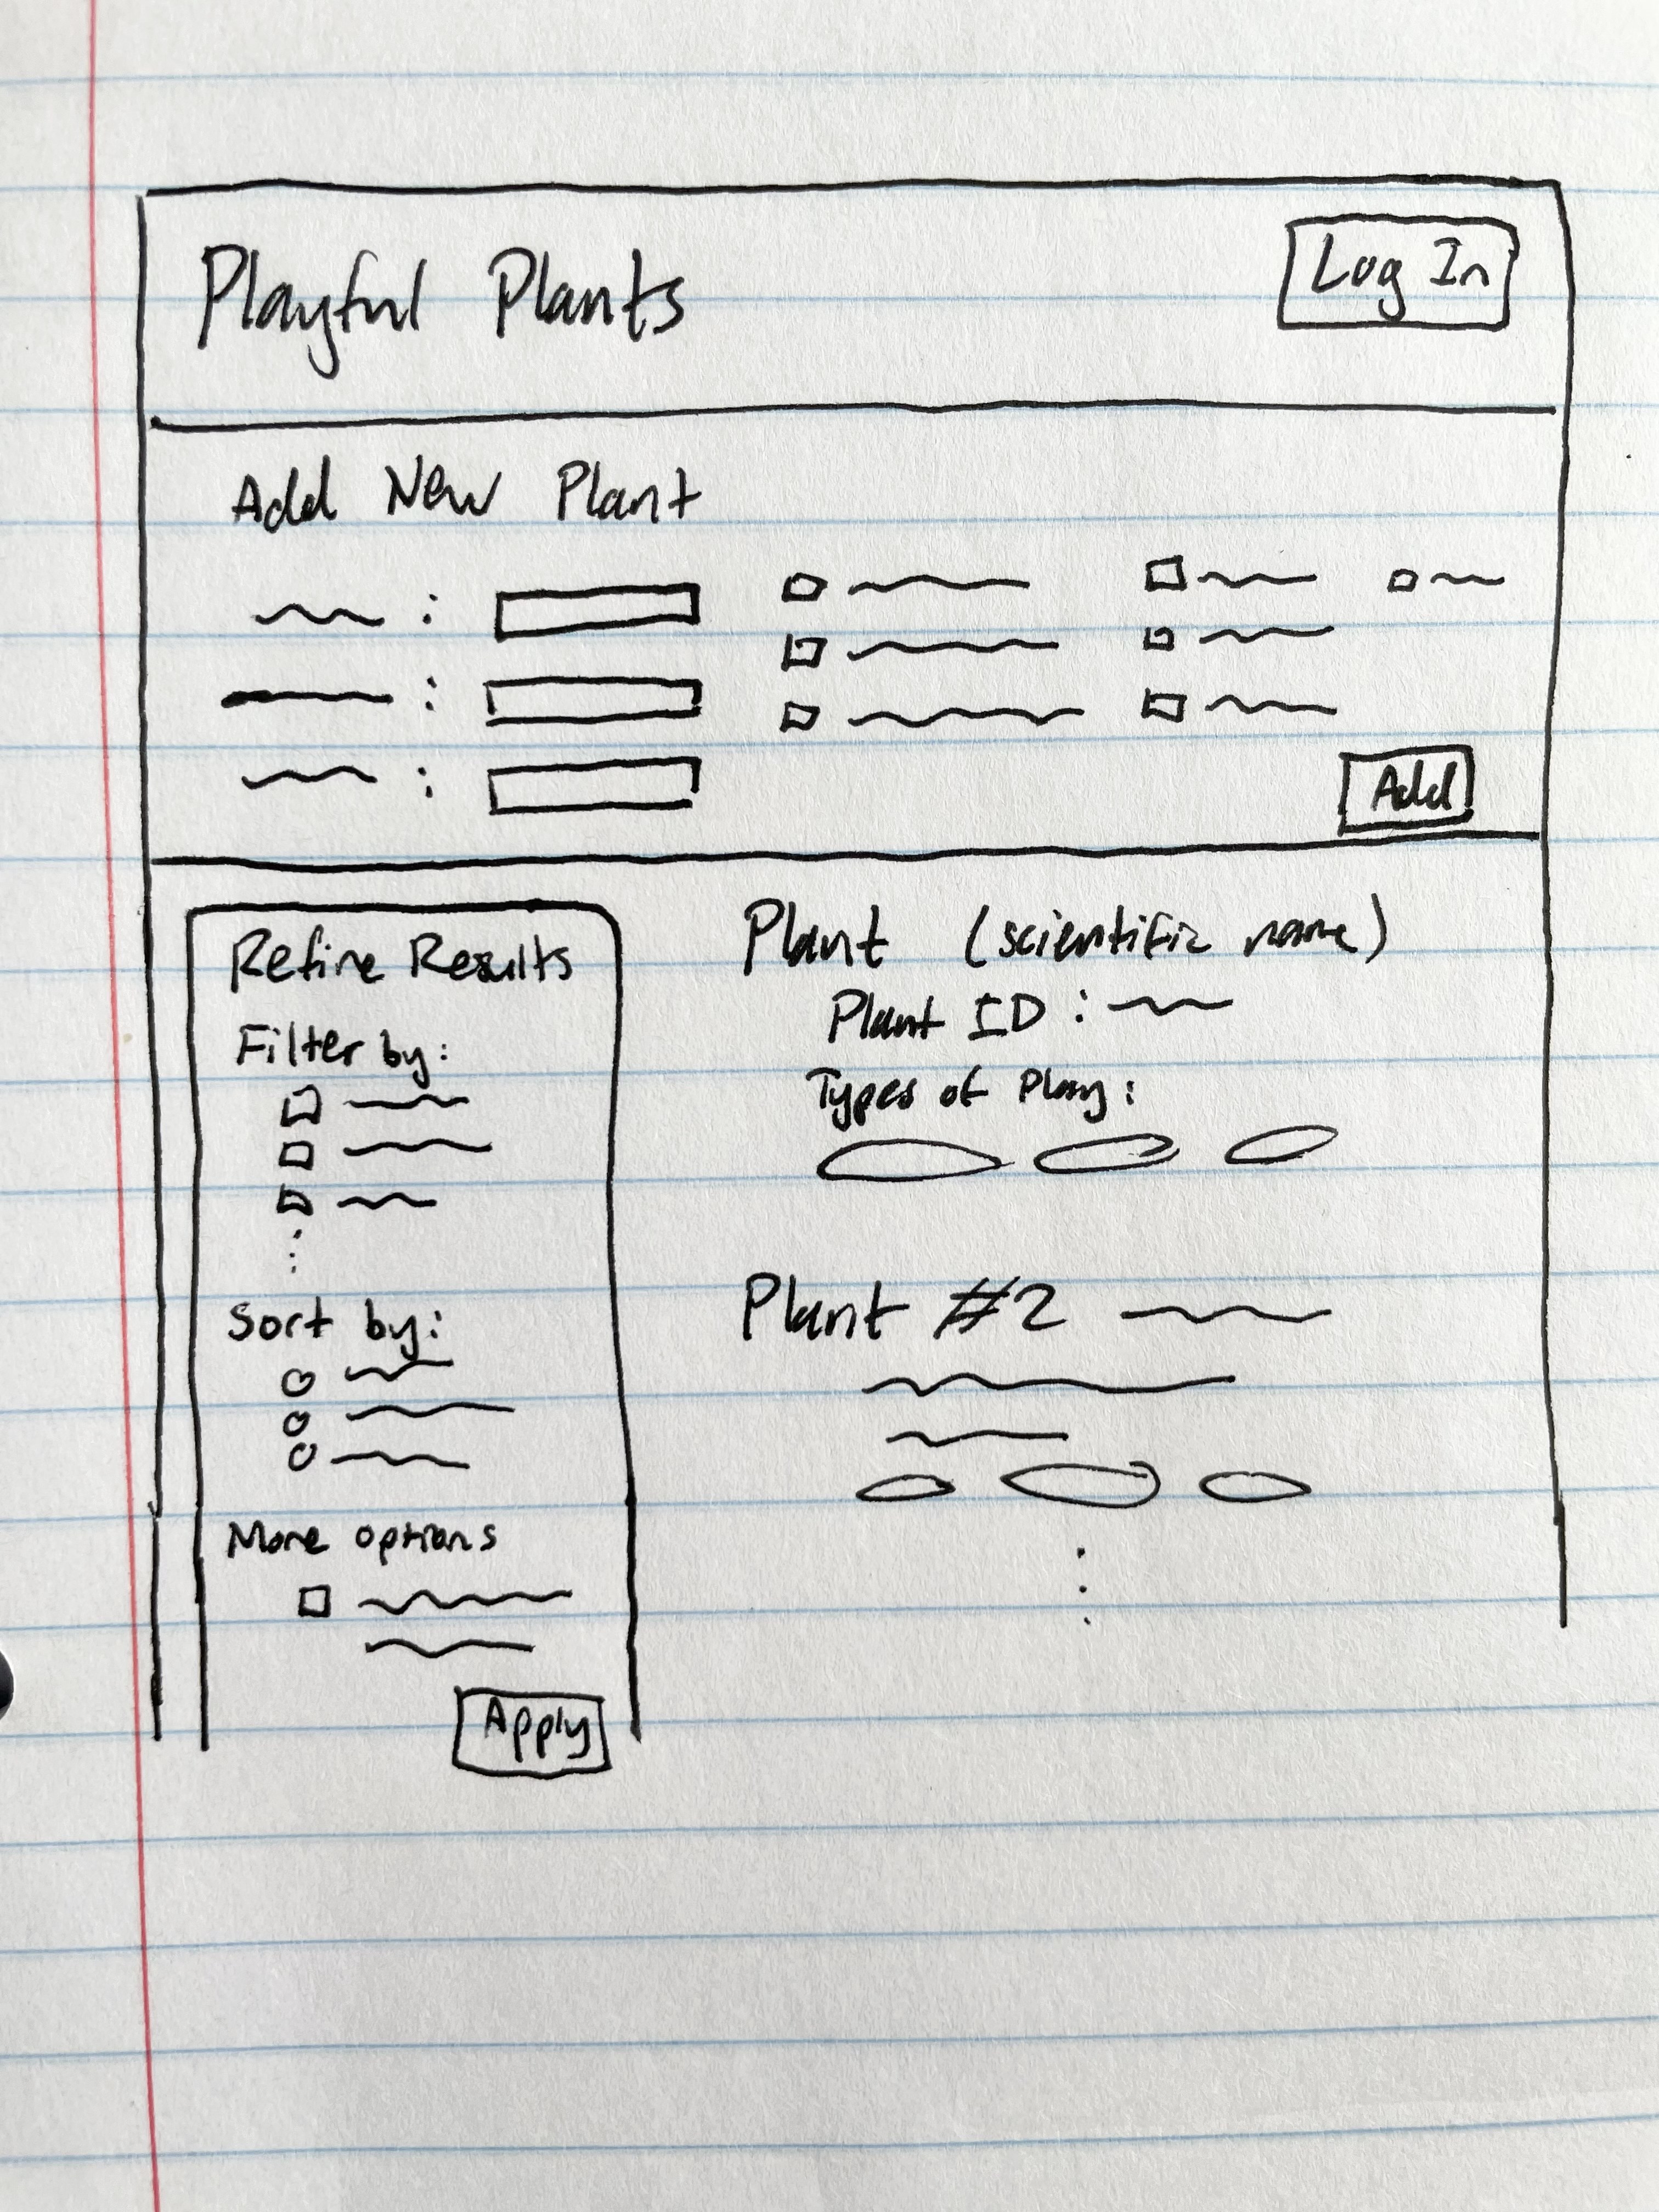 Playful Plants
Log In
Add New Plant
:
:
:
Add
Refine Results
Filter by:
Sort by:
More options
Apply
Plant (scientific name)
Plant ID :
Types of Play:
Plant #2